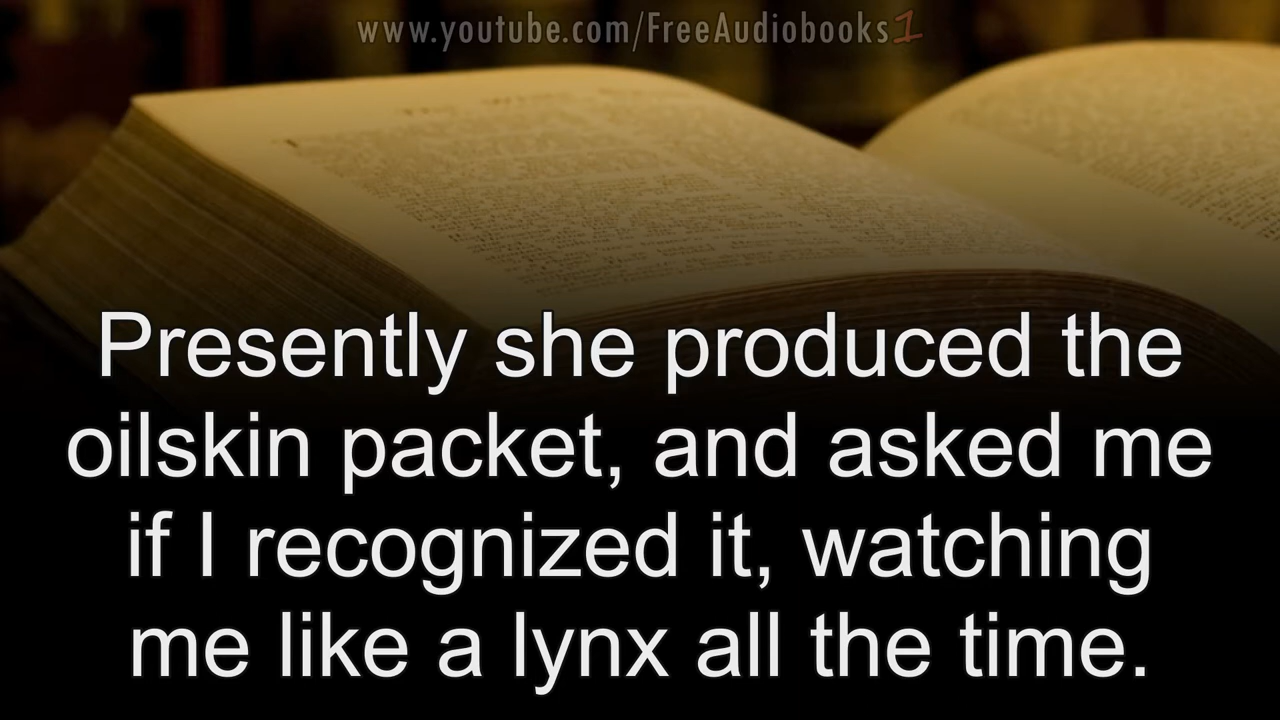 www.youtube.com/FreeAudiobooks1
Presently she produced the
oilskin packet, and asked me
if I recognized it, watching
me like a lynx all the time.